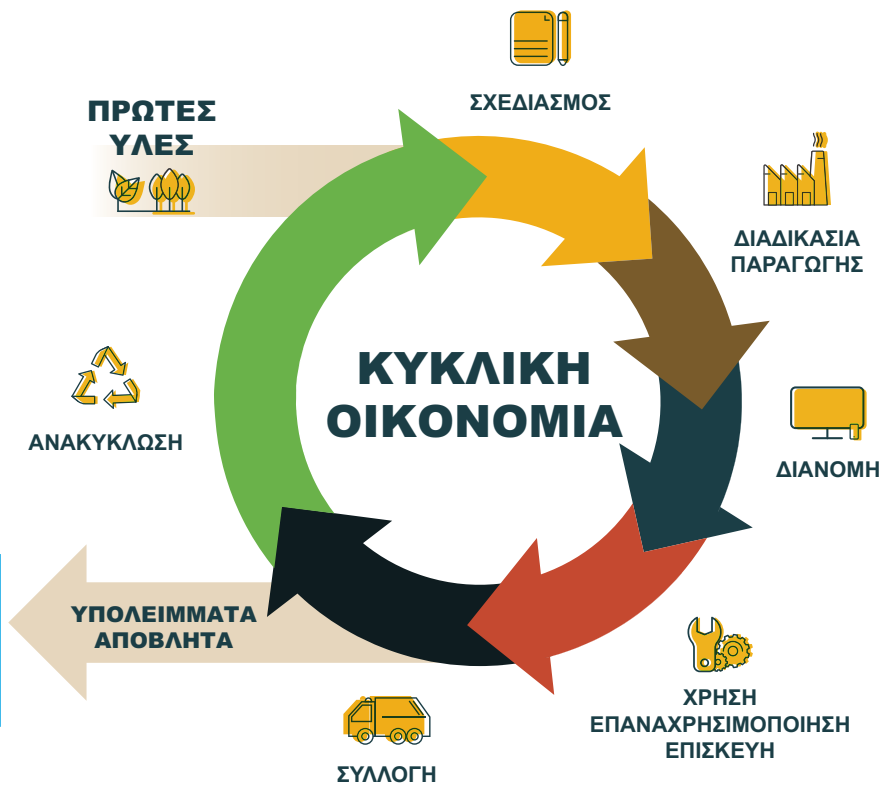 ΣΧΕΔΙΑΣΜΟΣ
ΠΡΩΤΕΣ
ΥΛΕΣ
ΔΙΑΔΙΚΑΣΙΑ
ΠΑΡΑΓΩΓΗΣ
ΚΥΚΛΙΚΗ
ΟΙΚΟΝΟΜΙΑ
ΑΝΑΚΥΚΛΩΣΗ
ΔΙΑΝΟΜΗ
ΥΠΟΛΕΙΜΜΑΤΑ
ΑΠΟΒΛΗΤΑ
ΧΡΗΣΗ
ΕΠΑΝΑΧΡΗΣΙΜΟΠΟΙΗΣΗ
ΕΠΙΣΚΕΥΗ
ΣΥΛΛΟΓΗ